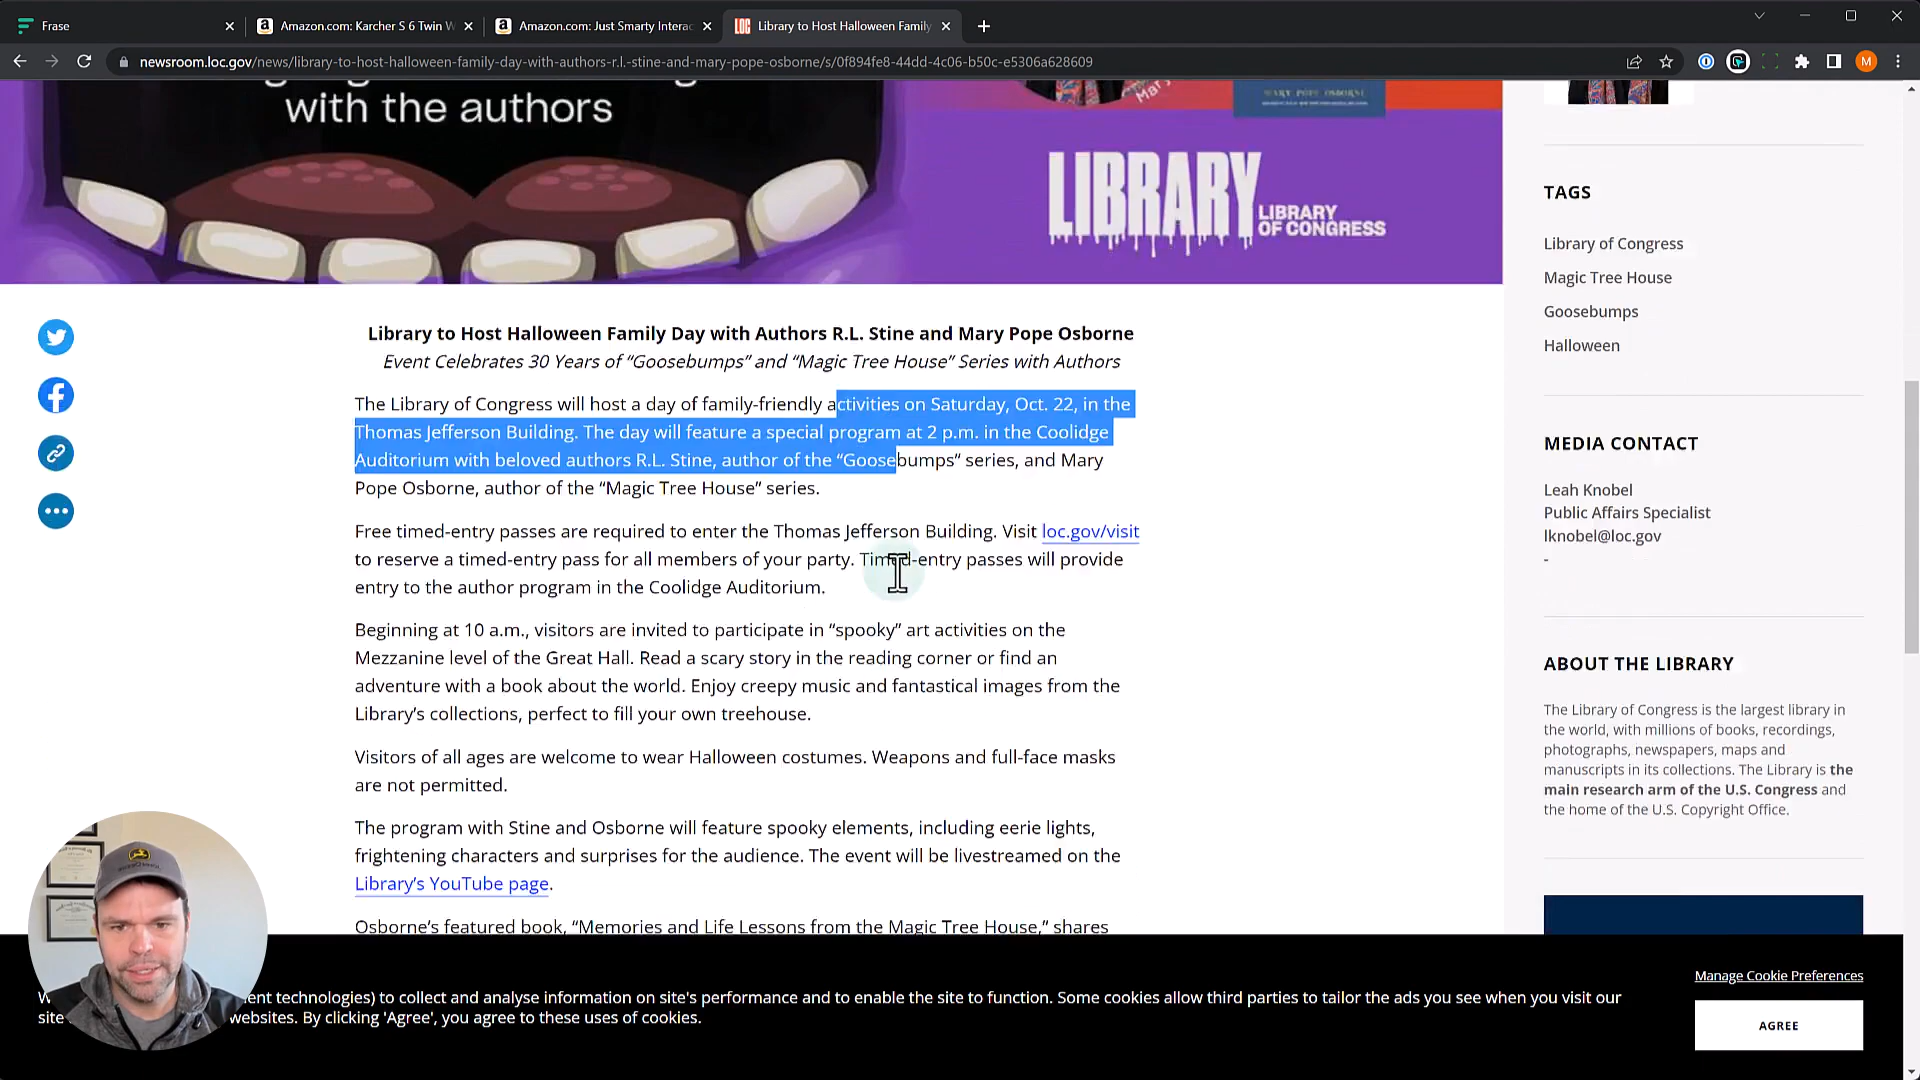 Frase
Amazon.com: Karcher S 6 Twin W
Amazon.com: Just Smarty Interac
LOC Library to Host Halloween Family
newsroom.loc.gov/news/library-to-host-halloween-family-day-with-authors-r.l.-stine-and-mary-pope-osborne/s/0f894fe8-44dd-4c06-b50c-e5306a628609
M
with the authors
Mary
MARY POPE OSBORNE
LIBRARY
LIBRARY
OF CONGRESS
Library to Host Halloween Family Day with Authors R.L. Stine and Mary Pope Osborne
Event Celebrates 30 Years of “Goosebumps” and “Magic Tree House” Series with Authors
The Library of Congress will host a day of family-friendly activities on Saturday, Oct. 22, in the
Thomas Jefferson Building. The day will feature a special program at 2 p.m. in the Coolidge
Auditorium with beloved authors R.L. Stine, author of the “Goosebumps“ series, and Mary
Pope Osborne, author of the “Magic Tree House” series.
Free timed-entry passes are required to enter the Thomas Jefferson Building. Visit loc.gov/visit
to reserve a timed-entry pass for all members of your party. Timed-entry passes will provide
entry to the author program in the Coolidge Auditorium.
Beginning at 10 a.m., visitors are invited to participate in “spooky” art activities on the
Mezzanine level of the Great Hall. Read a scary story in the reading corner or find an
adventure with a book about the world. Enjoy creepy music and fantastical images from the
Library’s collections, perfect to fill your own treehouse.
Visitors of all ages are welcome to wear Halloween costumes. Weapons and full-face masks
are not permitted.
The program with Stine and Osborne will feature spooky elements, including eerie lights,
frightening characters and surprises for the audience. The event will be livestreamed on the
Library’s YouTube page.
Osborne’s featured book, “Memories and Life Lessons from the Magic Tree House,” shares
TAGS
Library of Congress
Magic Tree House
Goosebumps
Halloween
MEDIA CONTACT
Leah Knobel
Public Affairs Specialist
lknobel@loc.gov
-
ABOUT THE LIBRARY
The Library of Congress is the largest library in
the world, with millions of books, recordings,
photographs, newspapers, maps and
manuscripts in its collections. The Library is the
main research arm of the U.S. Congress and
the home of the U.S. Copyright Office.
W ent technologies) to collect and analyse information on site's performance and to enable the site to function. Some cookies allow third parties to tailor the ads you see when you visit our
site websites. By clicking 'Agree', you agree to these uses of cookies.
Manage Cookie Preferences
AGREE